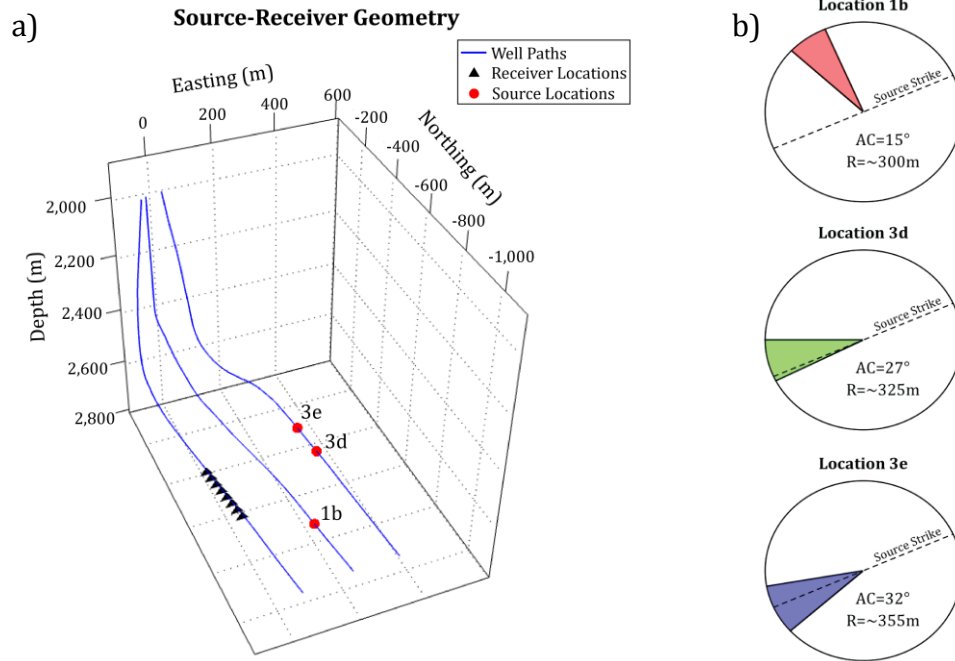 a)
Source-Receiver Geometry
Well Paths
Receiver Locations
Source Locations
Easting (m)
0
200
400
600
Northing (m)
-200
-400
-600
-800
-1,000
Depth (m)
2,000
2,200
2,400
2,600
2,800
3e
3d
1b
b)
Location 1b
Source Strike
AC=15°
R=~300m
Location 3d
Source Strike
AC=27°
R=~325m
Location 3e
Source Strike
AC=32°
R=~355m